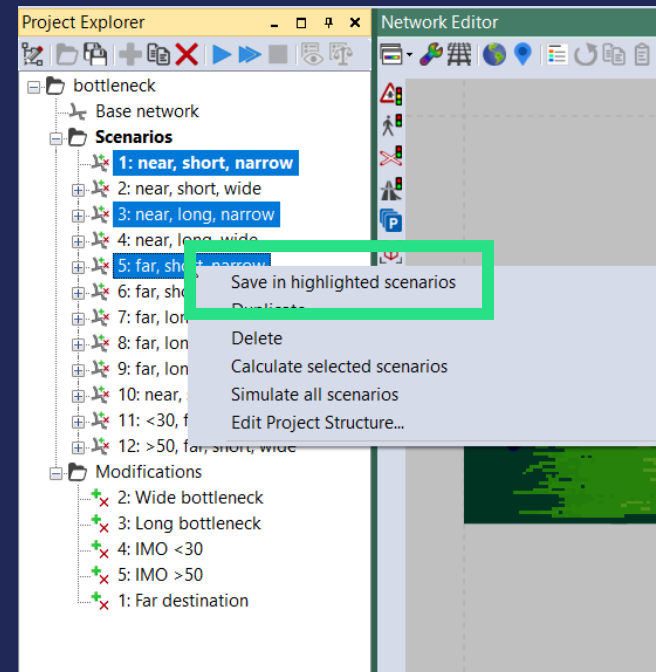 Project Explorer
Network Editor
bottleneck
Base network
Scenarios
1: near, short, narrow
2: near, short, wide
3: near, long, narrow
4: near, long, wide
5: far, short, narrow
6: far, sho
7: far, lon
8: far, lon
9: far, lon
10: near,
11: <30, f
12: >50, far, short, wide
Save in highlighted scenarios
Duplicate
Delete
Calculate selected scenarios
Simulate all scenarios
Edit Project Structure...
Modifications
2: Wide bottleneck
3: Long bottleneck
4: IMO <30
5: IMO >50
1: Far destination
P